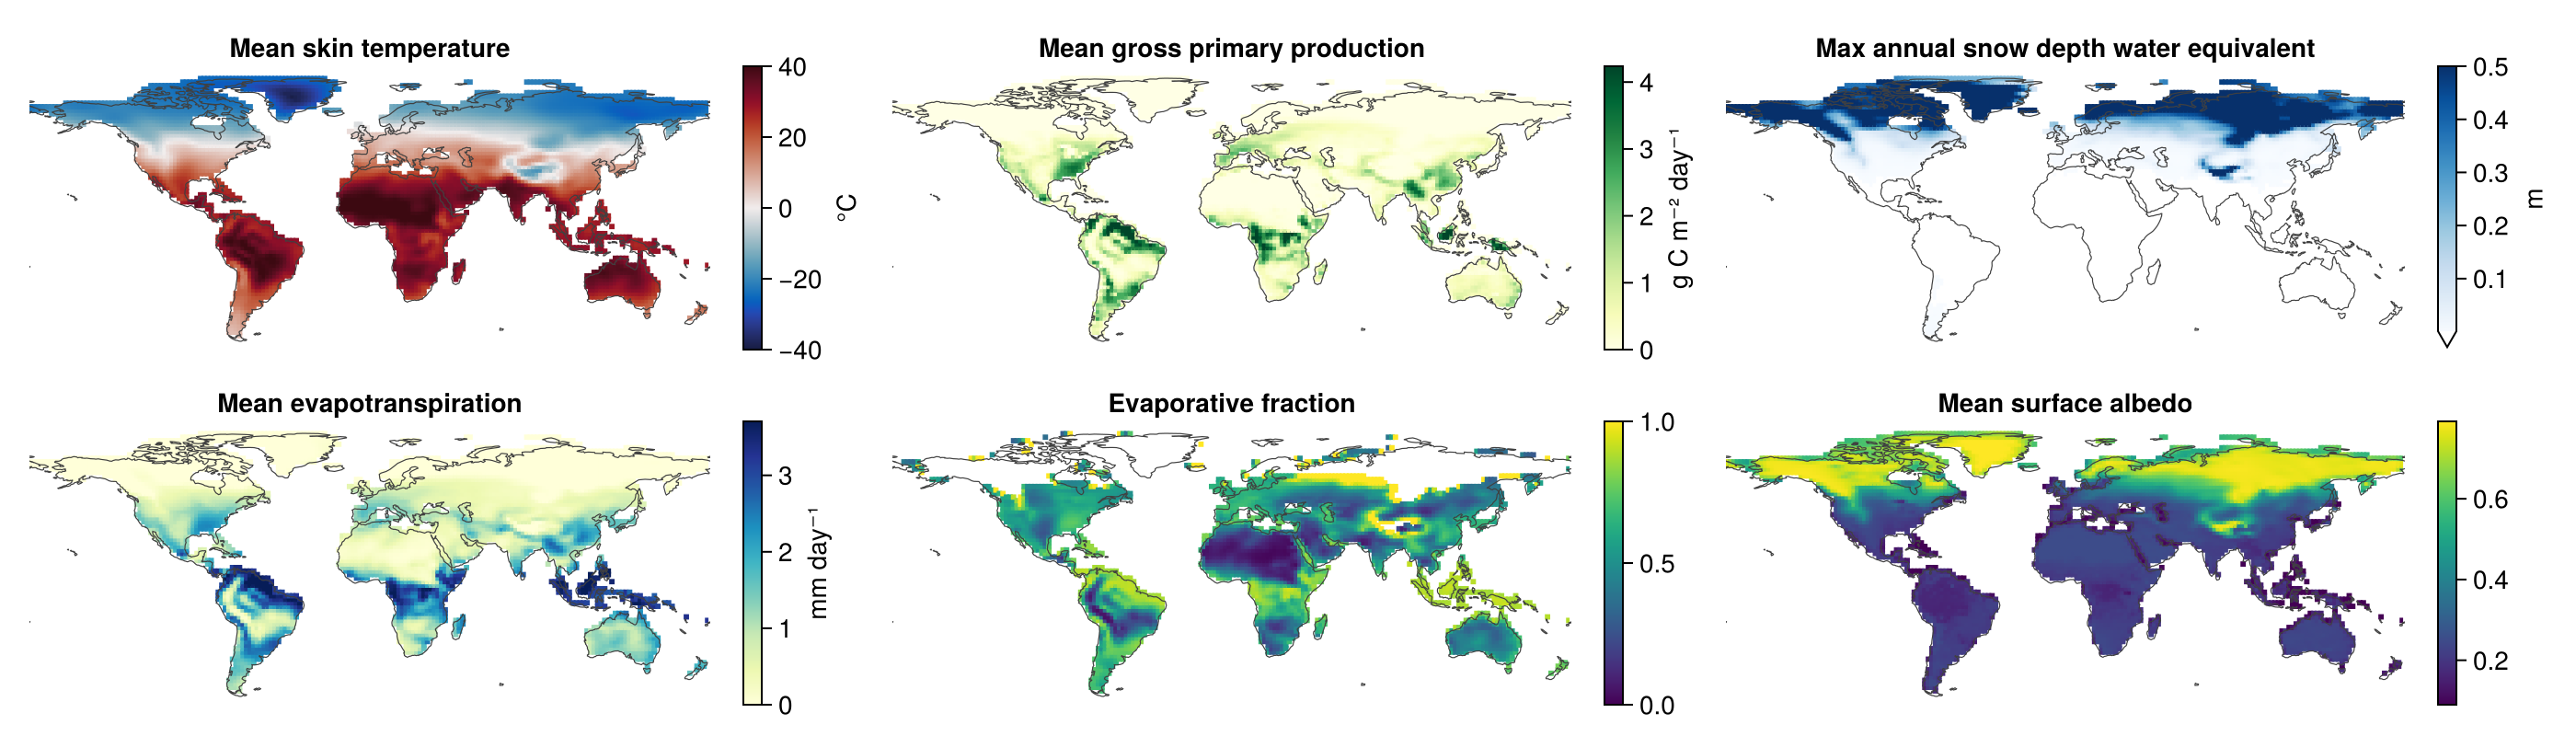 Mean skin temperature
40
20
0
−20
−40
°C
Mean gross primary production
4
3
2
1
0
g C m⁻² day⁻¹
Max annual snow depth water equivalent
0.5
0.4
0.3
0.2
0.1
m
Mean evapotranspiration
3
2
1
0
mm day⁻¹
Evaporative fraction
1.0
0.5
0.0
Mean surface albedo
0.6
0.4
0.2